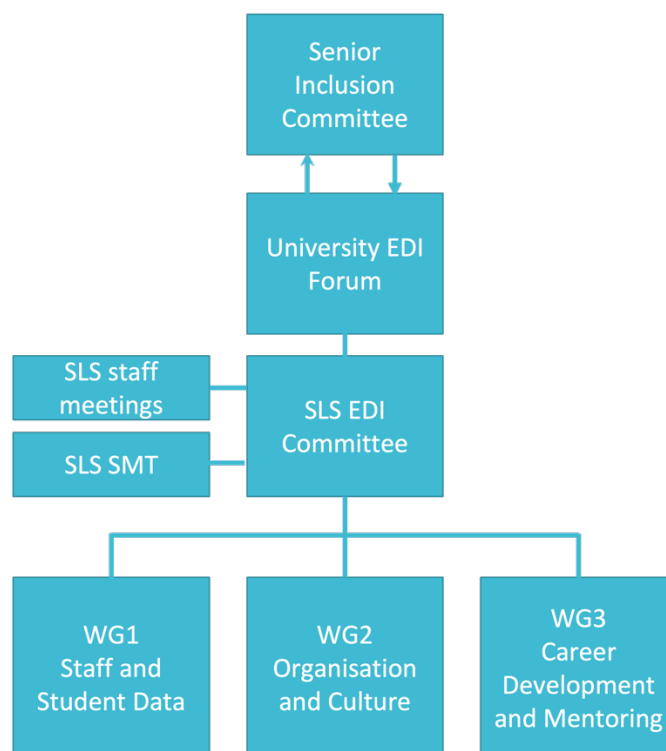 Senior
Inclusion
Committee
University EDI
Forum
SLS staff
meetings
SLS EDI
Committee
SLS SMT
WG1
Staff and
Student Data
WG2
Organisation
and Culture
WG3
Career
Development
and Mentoring